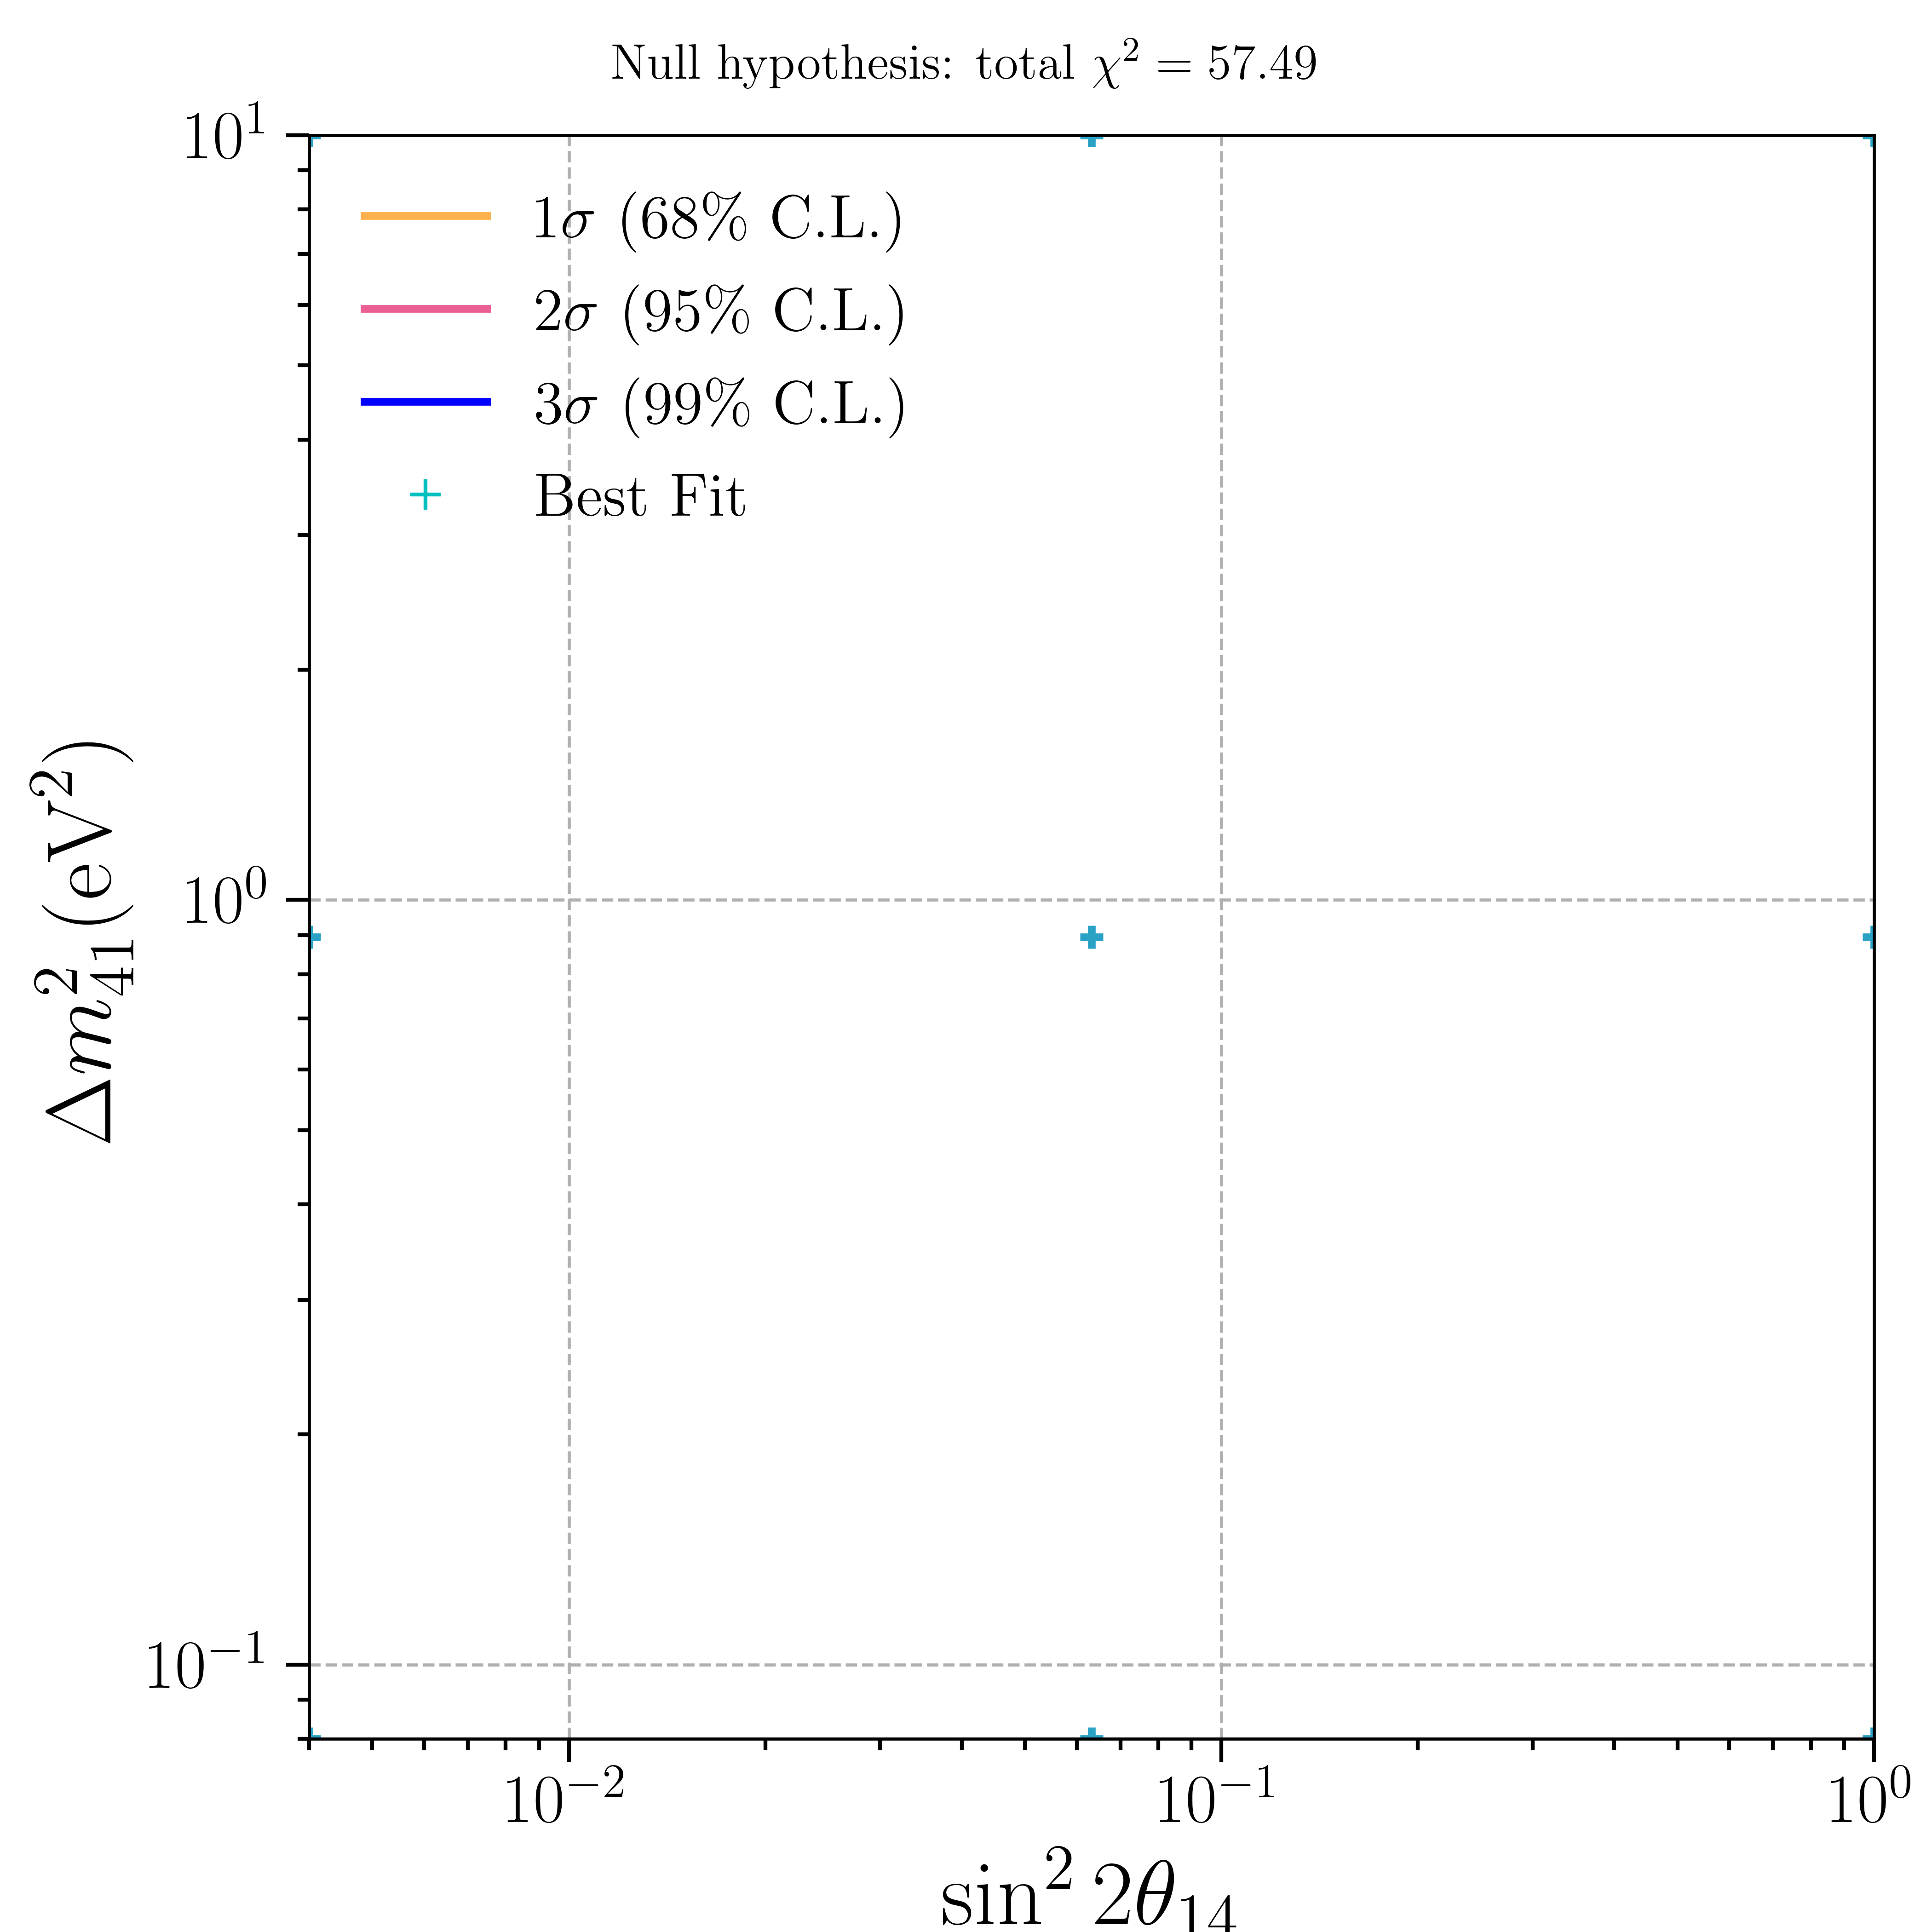 Null hypothesis: total χ² = 57.49
10¹
1σ (68% C.L.)
2σ (95% C.L.)
3σ (99% C.L.)
Best Fit
Δm²₄₁(eV²)
10⁰
10⁻¹
10⁻² 10⁻¹ 10⁰
sin² 2θ₁₄